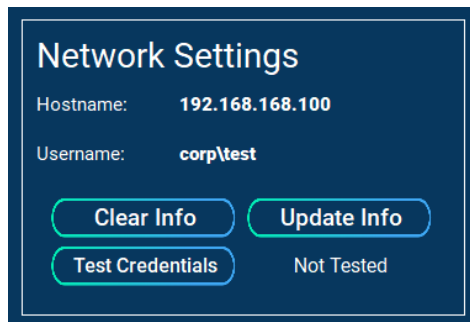 Network Settings
Hostname: 192.168.168.100
Username: corp\test
Clear Info Update Info
Test Credentials Not Tested